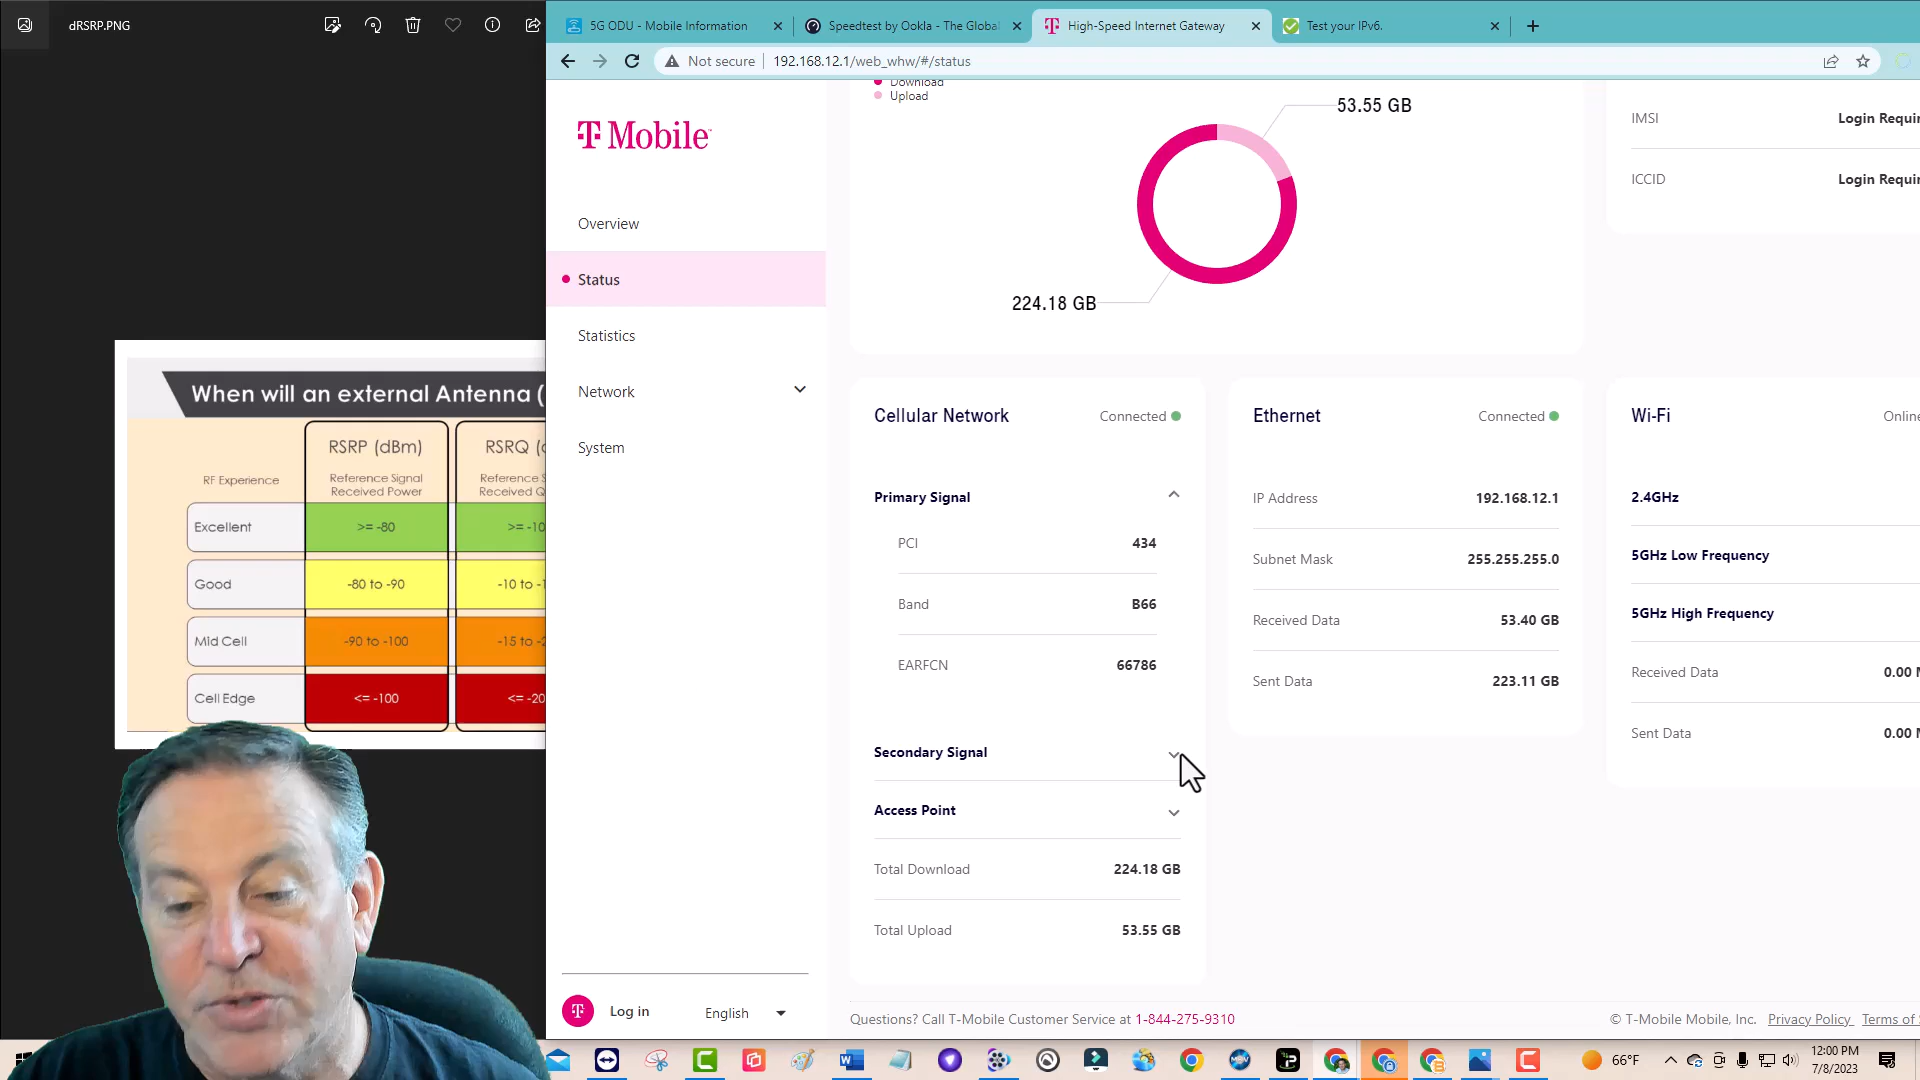 dRSRP.PNG
5G ODU - Mobile Information
Speedtest by Ookla - The Global
High-Speed Internet Gateway
Test your IPv6.
Not secure
192.168.12.1/web_whw/#/status
T Mobile
Overview
Status
Statistics
Network
System
Log in
English
Download
Upload
53.55 GB
224.18 GB
IMSI
Login Requi
ICCID
Login Requi
Cellular Network
Connected
Primary Signal
PCI 434
Band B66
EARFCN 66786
Secondary Signal
Access Point
Total Download 224.18 GB
Total Upload 53.55 GB
Ethernet
Connected
IP Address 192.168.12.1
Subnet Mask 255.255.255.0
Received Data 53.40 GB
Sent Data 223.11 GB
Wi-Fi
Online
2.4GHz
5GHz Low Frequency
5GHz High Frequency
Received Data 0.00
Sent Data 0.00
Questions? Call T-Mobile Customer Service at 1-844-275-9310
© T-Mobile Mobile, Inc. Privacy Policy Terms of
When will an external Antenna (
RF Experience
RSRP (dBm)
Reference Signal
Received Power
RSRQ (
Reference
Received
Excellent >= -80 >= -10
Good -80 to -90 -10 to
Mid Cell -90 to -100 -15 to
Cell Edge <= -100 <= -20
66°F
12:00 PM
7/8/2023